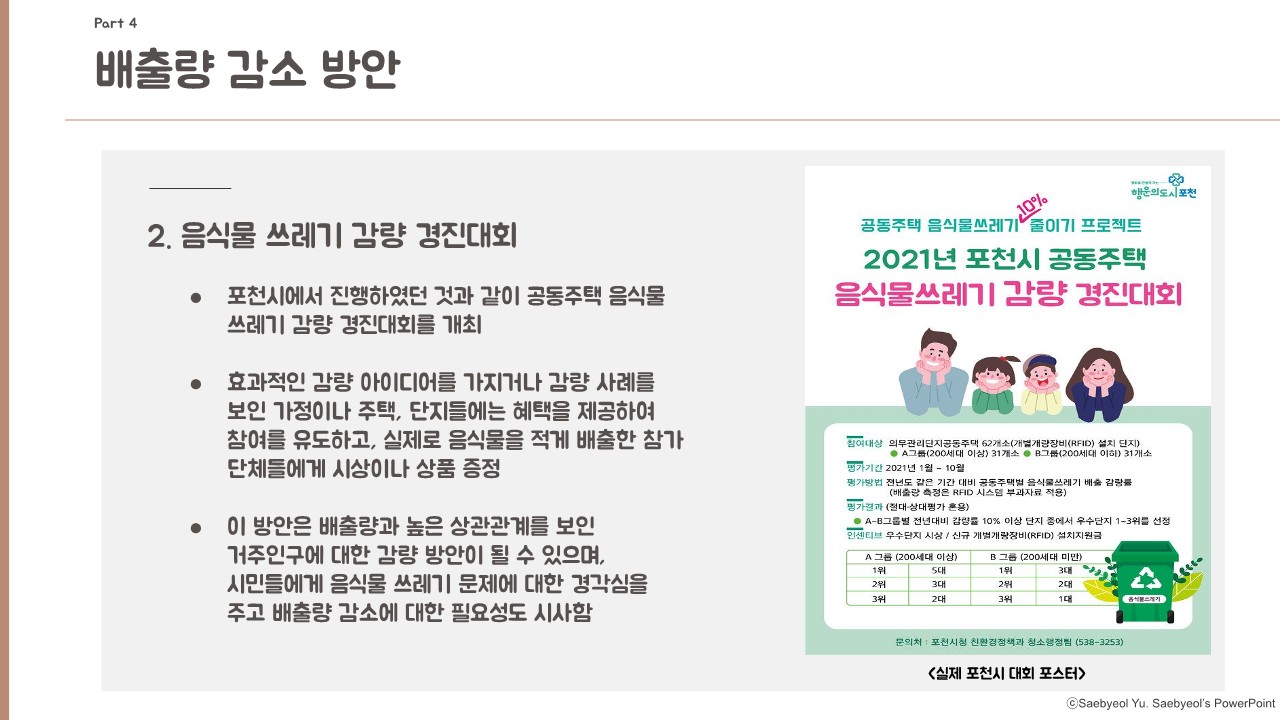 Part 4
배출량 감소 방안
2. 음식물 쓰레기 감량 경진대회
● 포천시에서 진행하였던 것과 같이 공동주택 음식물
쓰레기 감량 경진대회를 개최
● 효과적인 감량 아이디어를 가지거나 감량 사례를
보인 가정이나 주택, 단지들에는 혜택을 제공하여
참여를 유도하고, 실제로 음식물을 적게 배출한 참가
단체들에게 시상이나 상품 증정
● 이 방안은 배출량과 높은 상관관계를 보인
거주인구에 대한 감량 방안이 될 수 있으며,
시민들에게 음식물 쓰레기 문제에 대한 경각심을
주고 배출량 감소에 대한 필요성도 시사함
행운의도시포천
10%
공동주택 음식물쓰레기 줄이기 프로젝트
2021년 포천시 공동주택
음식물쓰레기 감량 경진대회
참여대상 의무관리단지공동주택 62개소(개별개량장비(RFID) 설치 단지)
● A그룹(200세대 이상) 31개소 ● B그룹(200세대 이하) 31개소
평가기간 2021년 1월 ~ 10월
평가방법 전년도 같은 기간 대비 공동주택별 음식물쓰레기 배출 감량률
(배출량 측정은 RFID 시스템 부과자료 적용)
평가결과 (절대·상대평가 혼용)
● A~B그룹별 전년대비 감량률 10% 이상 단지 중에서 우수단지 1~3위를 선정
인센티브 우수단지 시상 / 신규 개별개량장비(RFID) 설치지원금
A 그룹 (200세대 이상) B 그룹 (200세대 미만)
1위 5대 1위 3대
2위 3대 2위 2대
3위 2대 3위 1대
음식물쓰레기
문의처 : 포천시청 친환경정책과 청소행정팀 (538-3253)
<실제 포천시 대회 포스터>
ⓒSaebyeol Yu. Saebyeol's PowerPoint